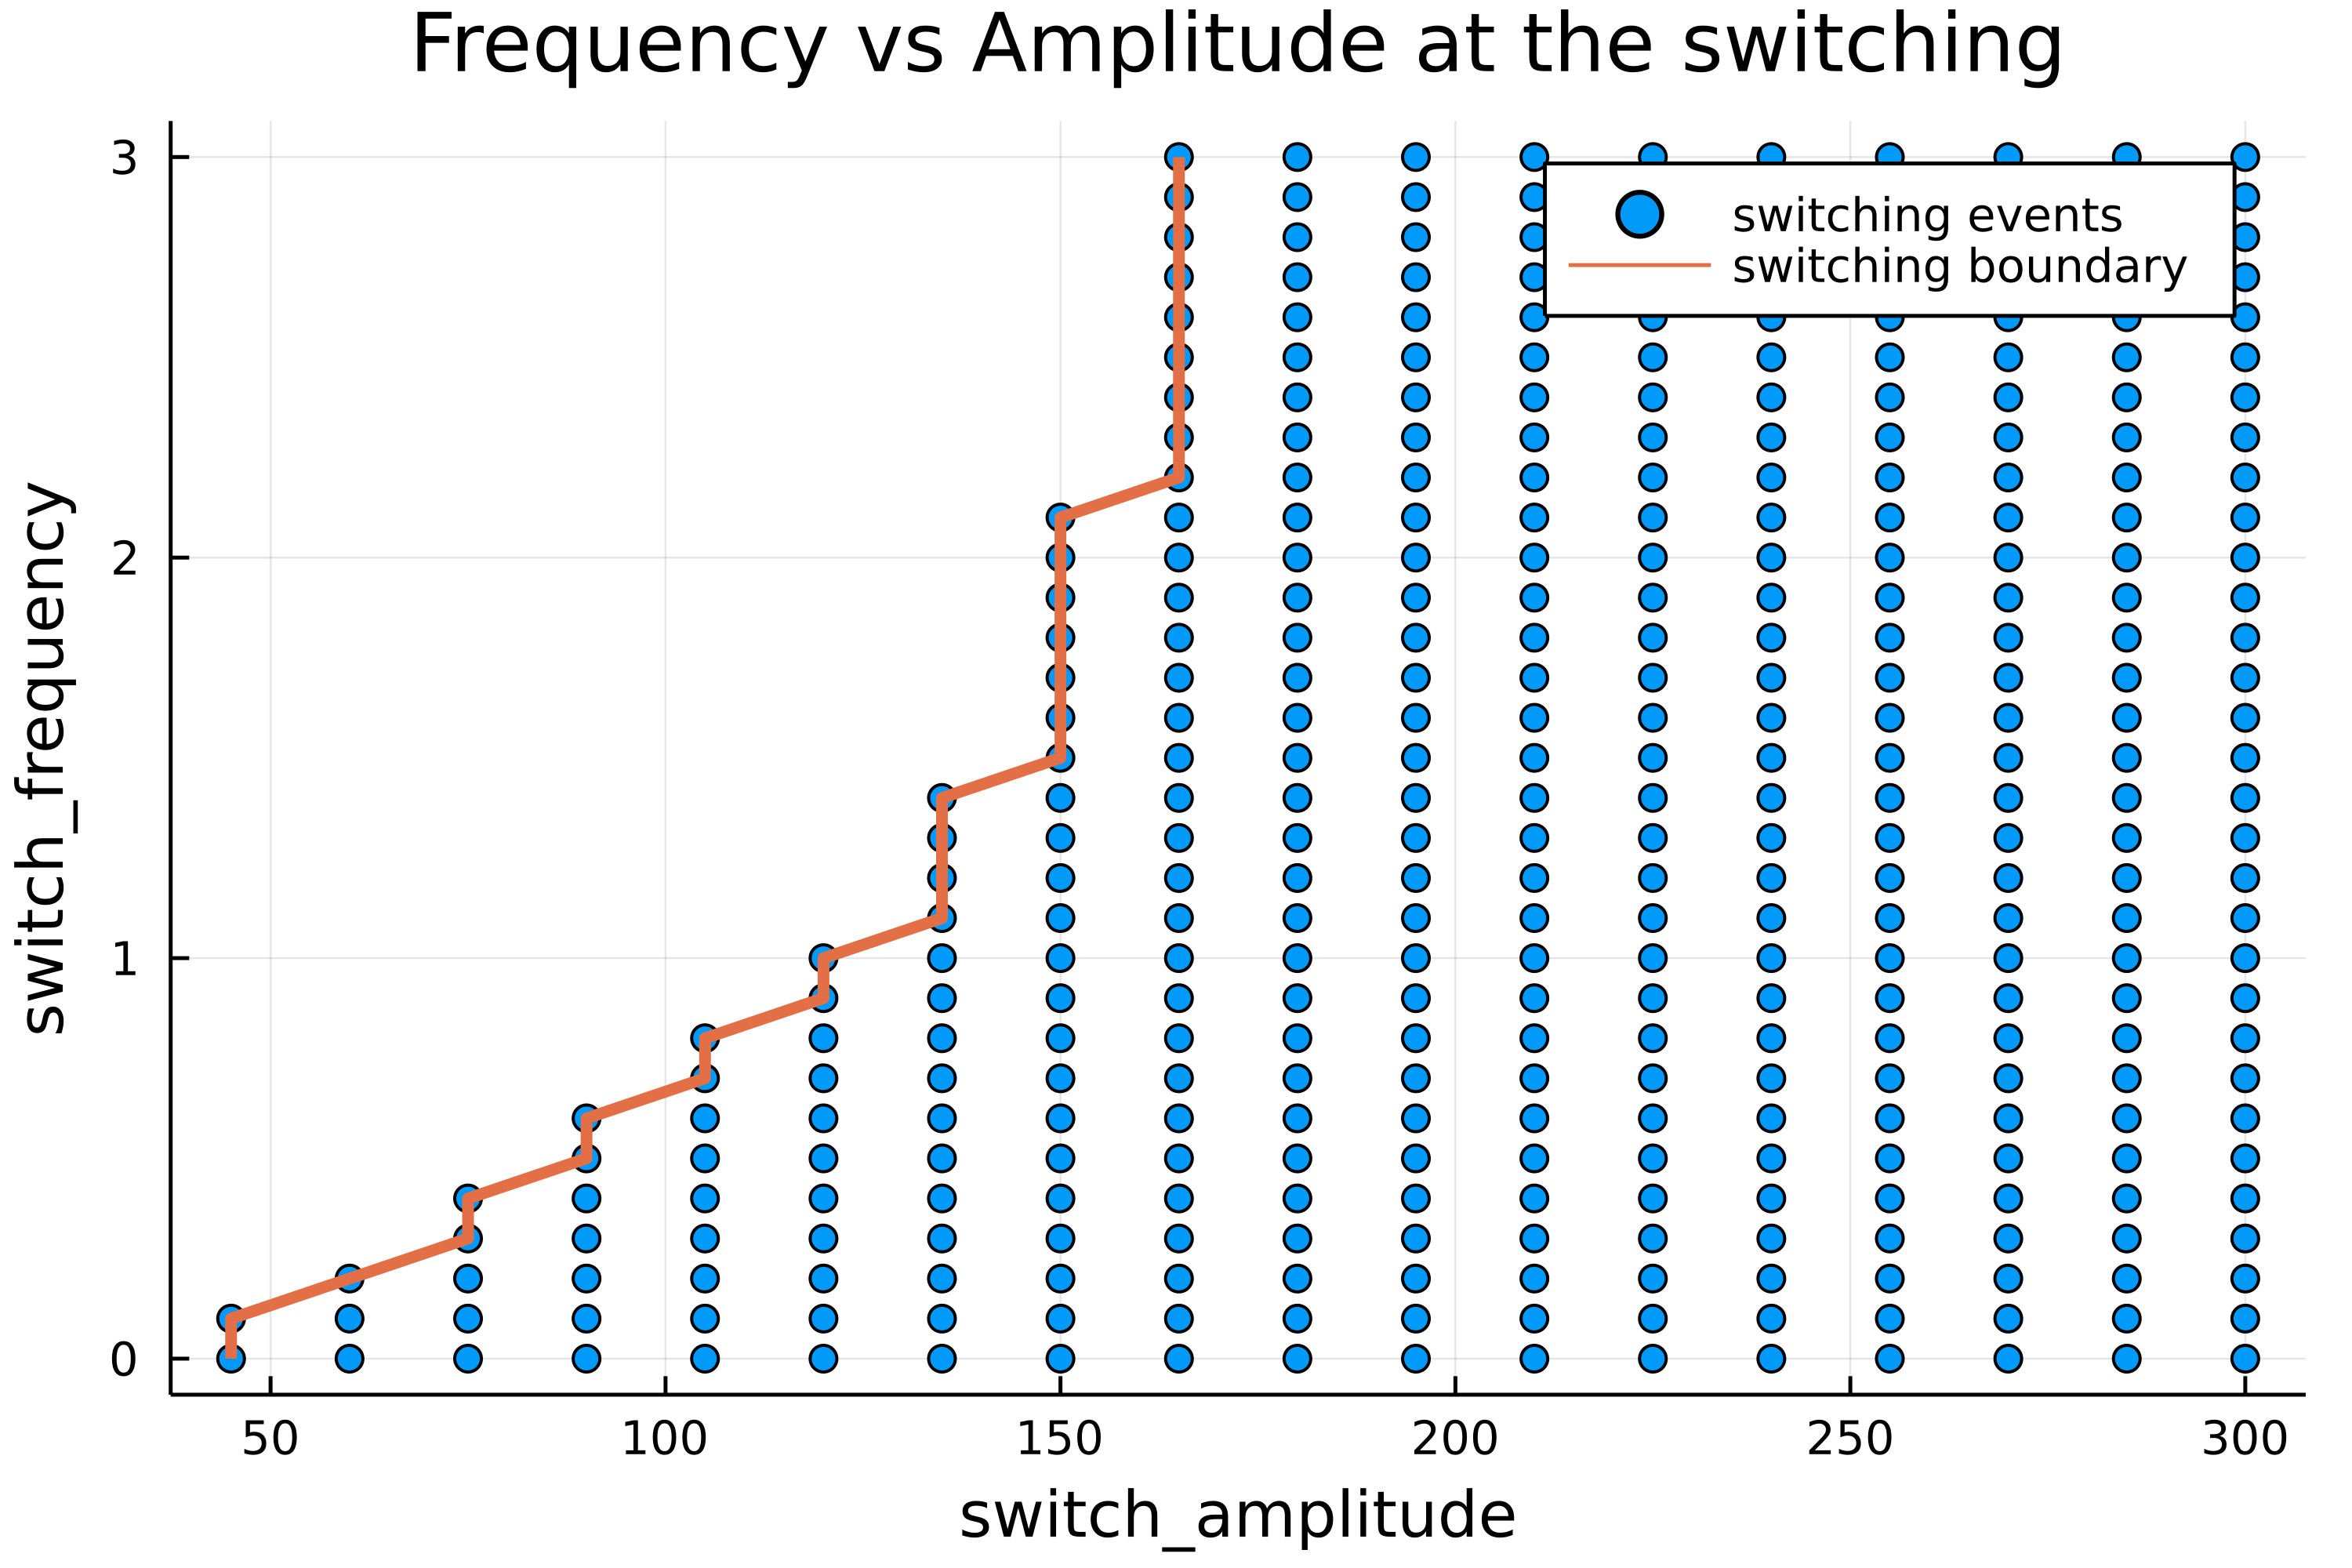 Frequency vs Amplitude at the switching
switch_frequency
3
2
1
0
switching events
switching boundary
50 100 150 200 250 300
switch_amplitude